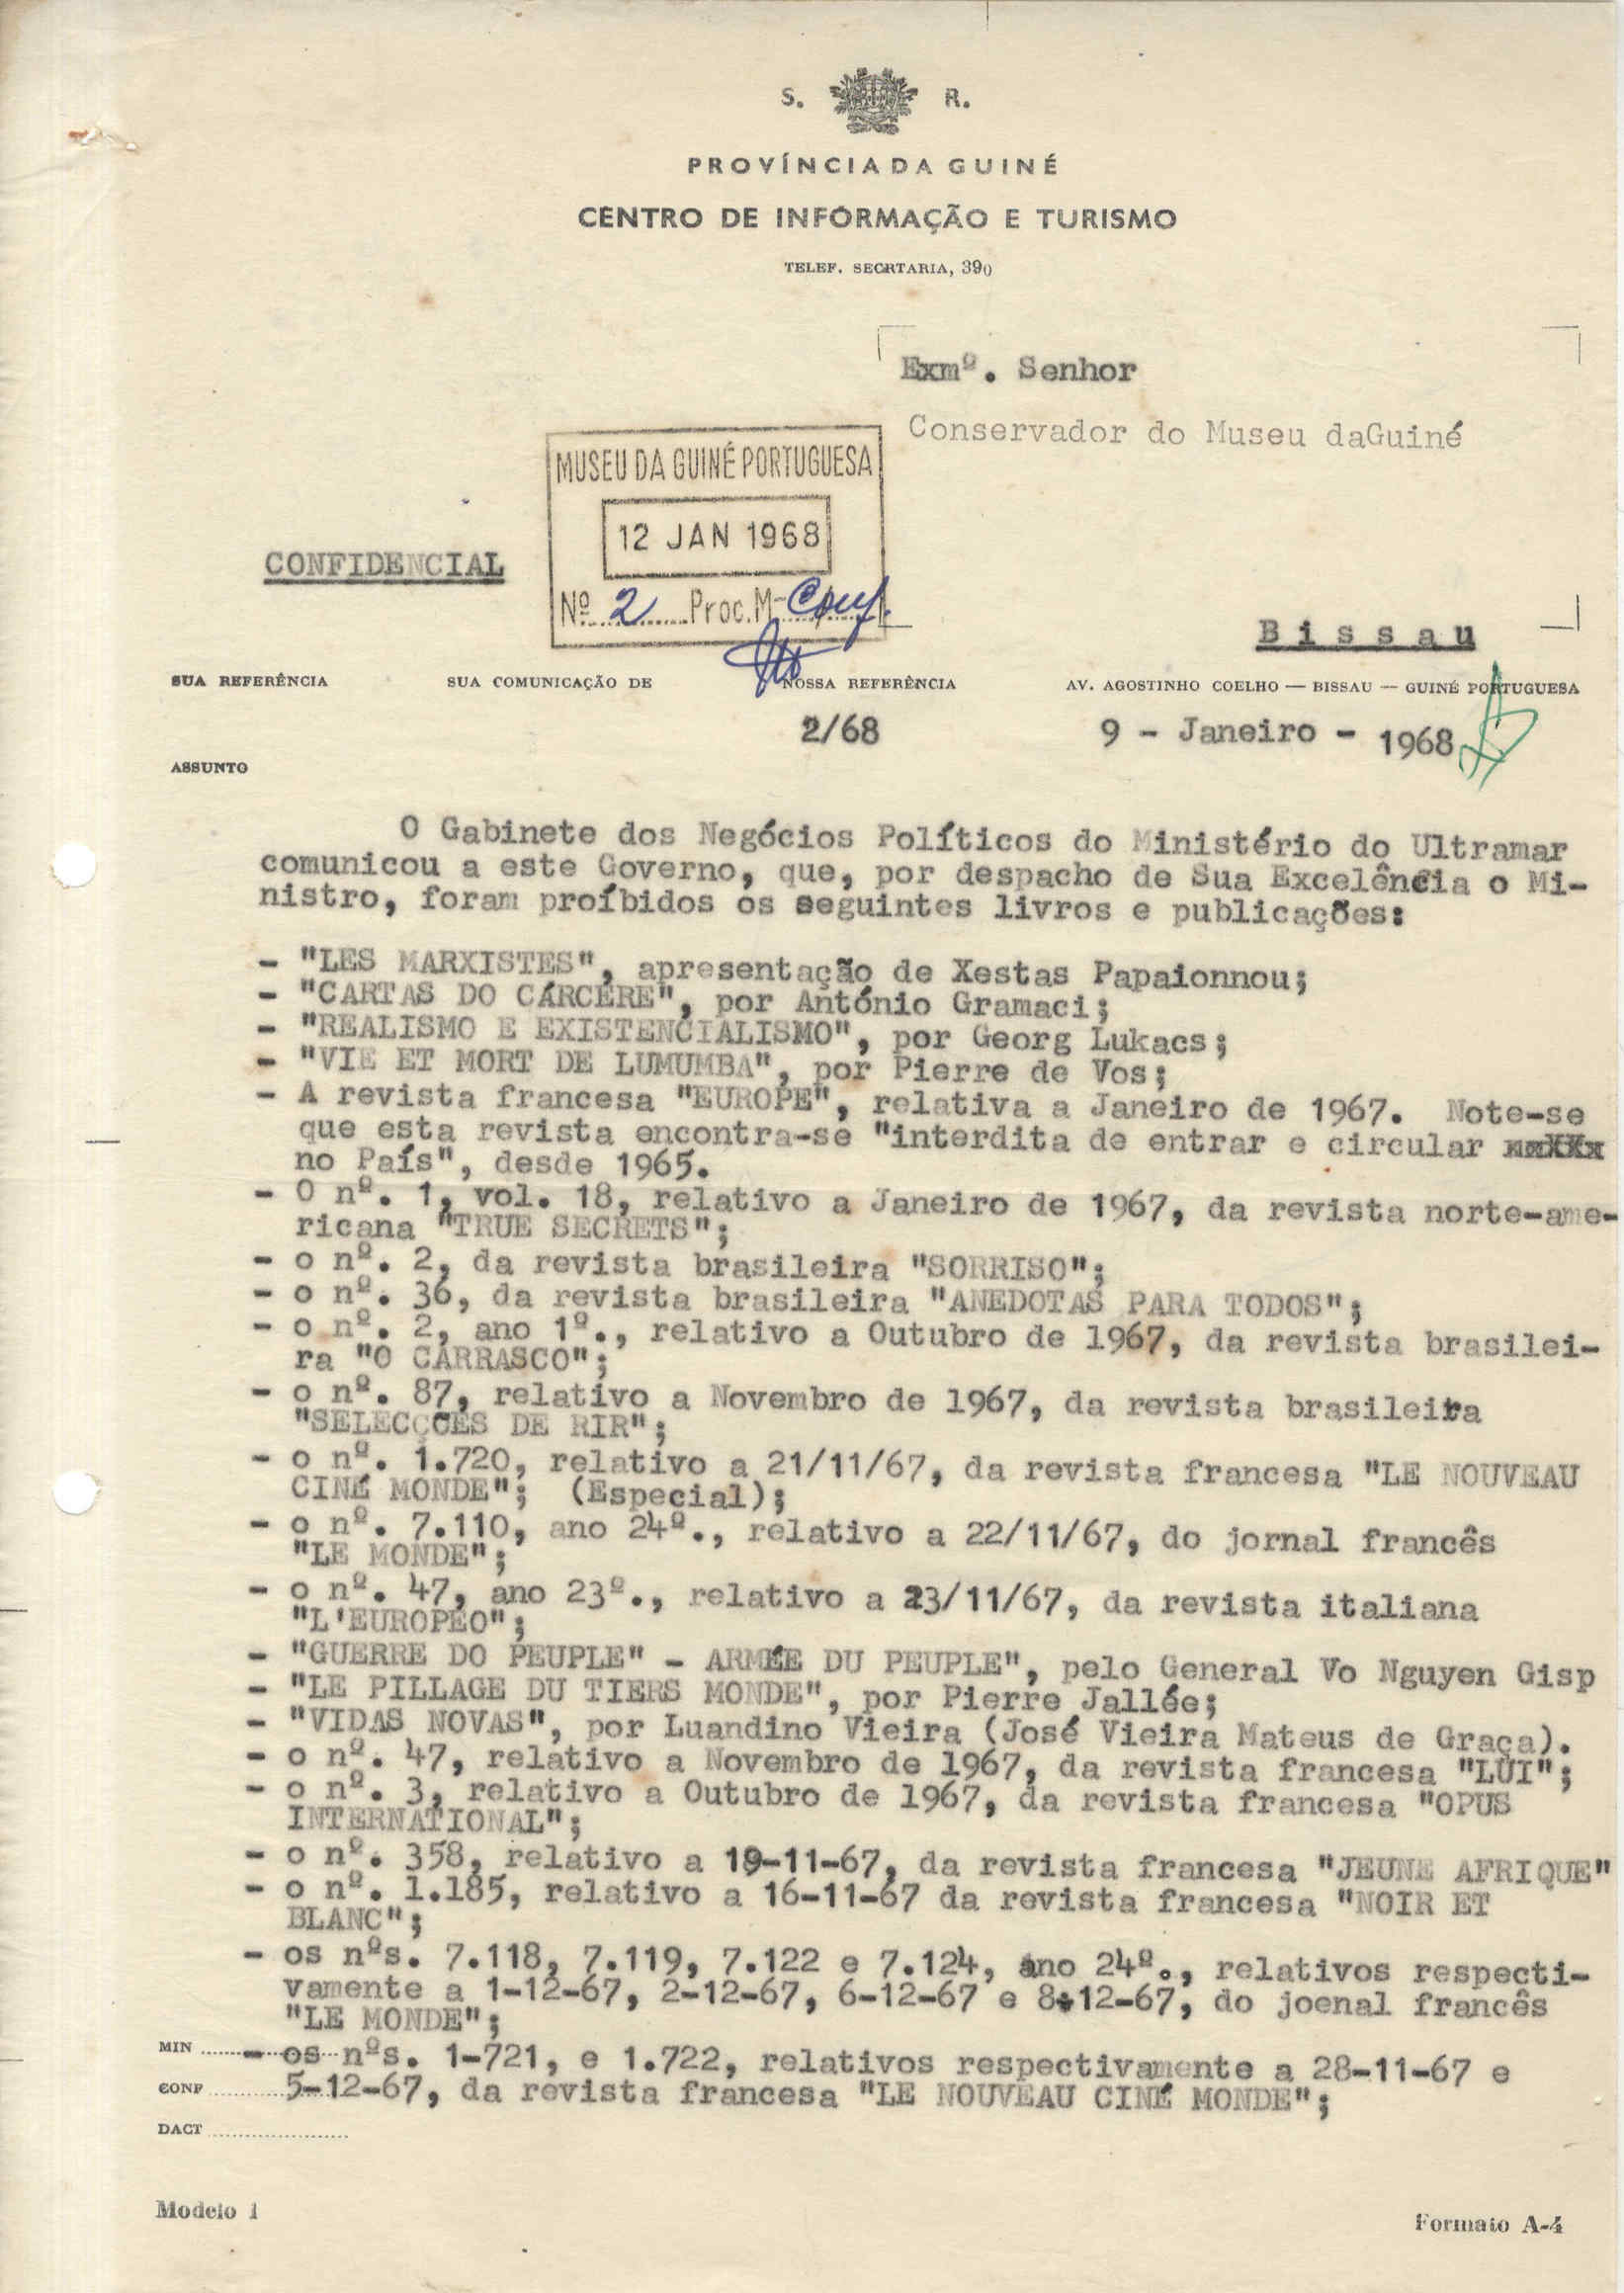 S. R.
PROVÍNCIA DA GUINÉ
CENTRO DE INFORMAÇÃO E TURISMO
TELEF. SECRTARIA, 390
Exmº. Senhor
Conservador do Museu daGuiné
MUSEU DA GUINÉ PORTUGUESA
12 JAN 1968
Nº 2 Proc. M- Conf.
CONFIDENCIAL
B i s s a u
SUA REFERÊNCIA SUA COMUNICAÇÃO DE NOSSA REFERÊNCIA AV. AGOSTINHO COELHO — BISSAU — GUINÉ PORTUGUESA
2/68 9 - Janeiro - 1968
ASSUNTO
O Gabinete dos Negócios Políticos do Ministério do Ultramar
comunicou a este Governo, que, por despacho de Sua Excelência o Mi-
nistro, foram proíbidos os seguintes livros e publicações:
- "LES MARXISTES", apresentação de Xestas Papaionnou;
- "CARTAS DO CÁRCERE", por António Gramaci;
- "REALISMO E EXISTENCIALISMO", por Georg Lukacs;
- "VIE ET MORT DE LUMUMBA", por Pierre de Vos;
- A revista francesa "EUROPE", relativa a Janeiro de 1967. Note-se
que esta revista encontra-se "interdita de entrar e circular
no País", desde 1965.
- O nº. 1, vol. 18, relativo a Janeiro de 1967, da revista norte-ame-
ricana "TRUE SECRETS";
- o nº. 2, da revista brasileira "SORRISO";
- o nº. 36, da revista brasileira "ANEDOTAS PARA TODOS";
- o nº. 2, ano 1º., relativo a Outubro de 1967, da revista brasilei-
ra "O CARRASCO";
- o nº. 87, relativo a Novembro de 1967, da revista brasileira
"SELECÇÕES DE RIR";
- o nº. 1.720, relativo a 21/11/67, da revista francesa "LE NOUVEAU
CINÉ MONDE"; (Especial);
- o nº. 7.110, ano 24º., relativo a 22/11/67, do jornal francês
"LE MONDE";
- o nº. 47, ano 23º., relativo a 23/11/67, da revista italiana
"L'EUROPEO";
- "GUERRE DO PEUPLE" - ARMÉE DU PEUPLE", pelo General Vo Nguyen Gisp
- "LE PILLAGE DU TIERS MONDE", por Pierre Jallée;
- "VIDAS NOVAS", por Luandino Vieira (José Vieira Mateus de Graça).
- o nº. 47, relativo a Novembro de 1967, da revista francesa "LUI";
- o nº. 3, relativo a Outubro de 1967, da revista francesa "OPUS
INTERNATIONAL";
- o nº. 358, relativo a 19-11-67, da revista francesa "JEUNE AFRIQUE"
- o nº. 1.185, relativo a 16-11-67 da revista francesa "NOIR ET
BLANC";
- os nºs. 7.118, 7.119, 7.122 e 7.124, ano 24º., relativos respecti-
vamente a 1-12-67, 2-12-67, 6-12-67 e 8-12-67, do joenal francês
"LE MONDE";
MIN - os nºs. 1-721, e 1.722, relativos respectivamente a 28-11-67 e
CONF 5-12-67, da revista francesa "LE NOUVEAU CINÉ MONDE";
DACT
Modelo 1 Formato A-4